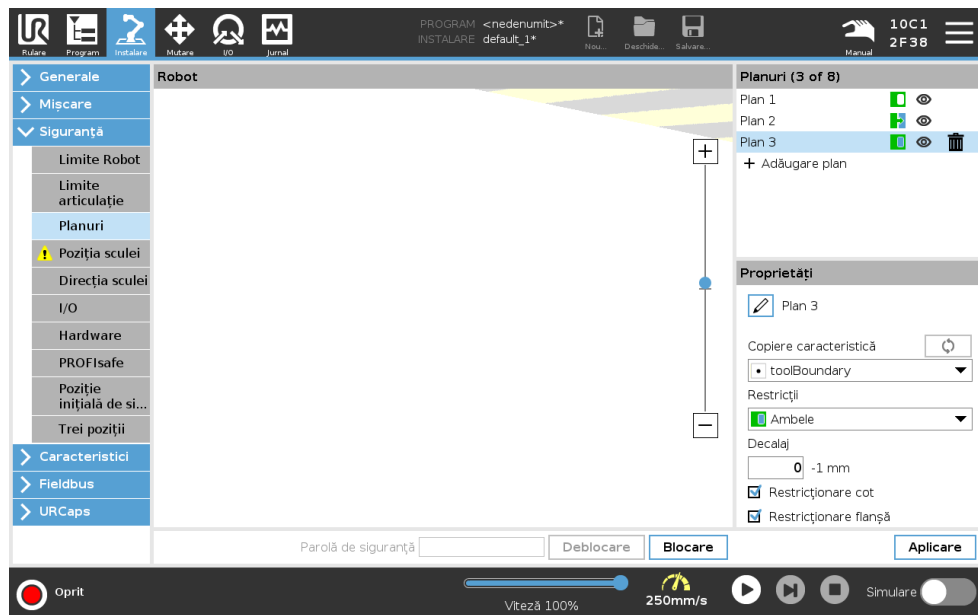 PROGRAM <nedenumit>*
INSTALARE default_1*
10C1
2F38
Rulare Program Instalare Mutare I/O Jurnal Nou... Deschide... Salvare... Manual
Generale
Mișcare
Siguranță
Limite Robot
Limite
articulație
Planuri
Poziția sculei
Direcția sculei
I/O
Hardware
PROFIsafe
Poziție
inițială de si...
Trei poziții
Caracteristici
Fieldbus
URCaps
Robot
Planuri (3 of 8)
Plan 1
Plan 2
Plan 3
+ Adăugare plan
Proprietăți
Plan 3
Copiere caracteristică
toolBoundary
Restricții
Ambele
Decalaj
0 -1 mm
Restricționare cot
Restricționare flanșă
Parolă de siguranță Deblocare Blocare Aplicare
Oprit
Viteză 100%
250mm/s
Simulare